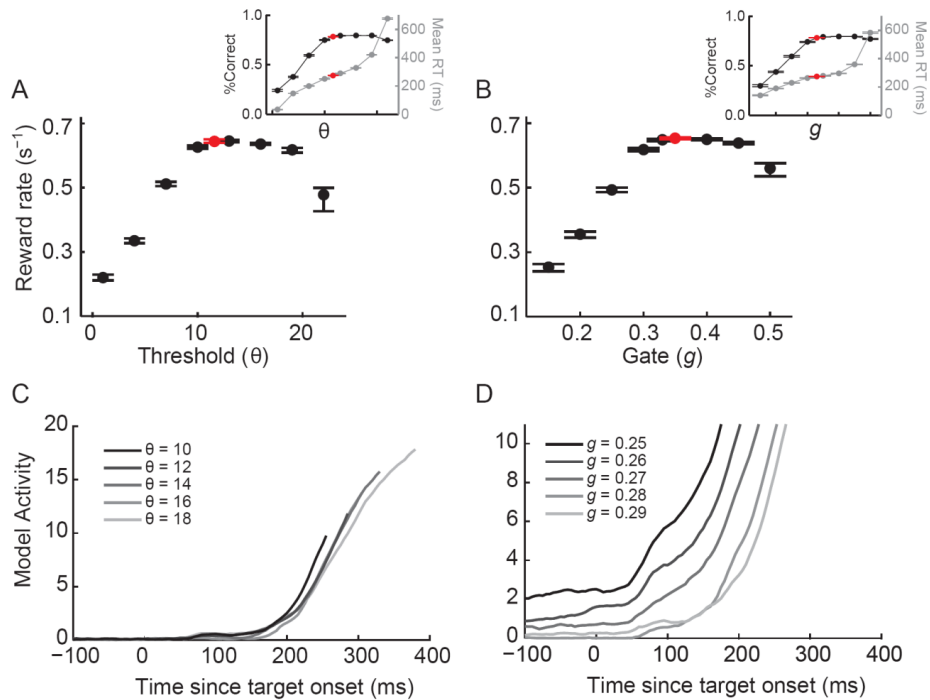 A
1.0
0.5
0
%Correct
θ
600
400
200
0
Mean RT
(ms)
0.7
0.5
0.3
0.1
Reward rate (s⁻¹)
0
10
20
Threshold (θ)
B
1.0
0.5
0
%Correct
g
600
400
200
0
Mean RT
(ms)
0.7
0.5
0.3
0.1
0.2
0.3
0.4
0.5
Gate (g)
C
20
15
10
5
0
Model Activity
θ = 10
θ = 12
θ = 14
θ = 16
θ = 18
−100
0
100
200
300
400
Time since target onset (ms)
D
10
8
6
4
2
0
g = 0.25
g = 0.26
g = 0.27
g = 0.28
g = 0.29
−100
0
100
200
300
400
Time since target onset (ms)